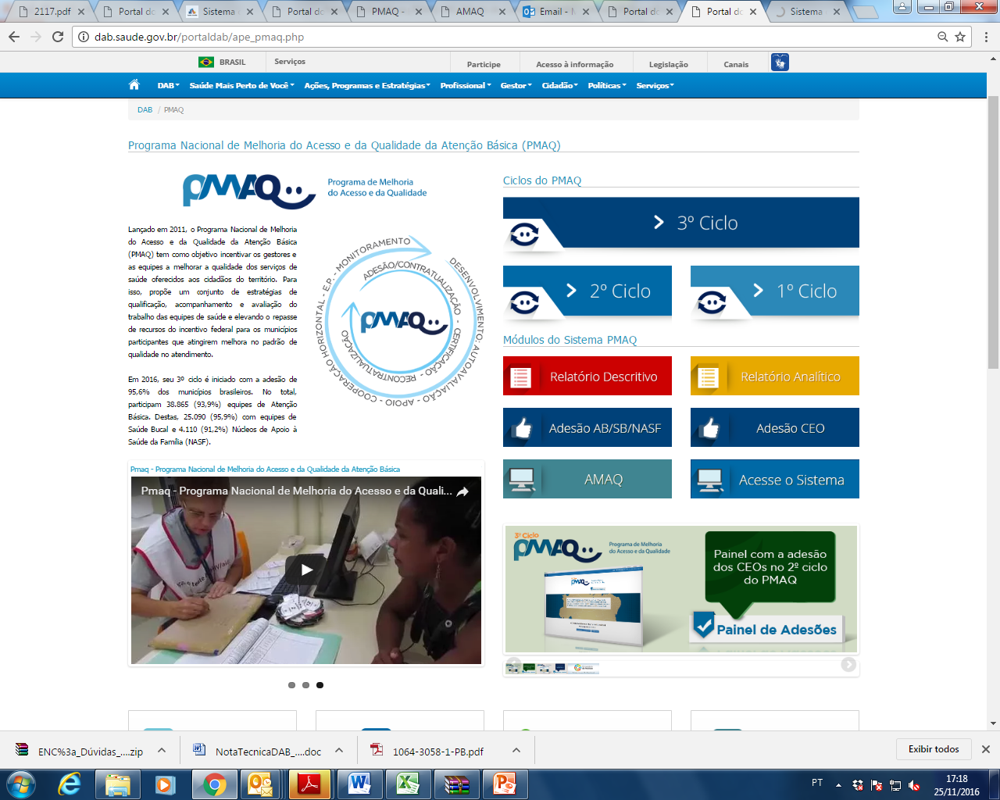 2117.pdf
Portal do
Sistema
Portal do
PMAQ -
AMAQ
Email -
Portal do
Portal do
Sistema
dab.saude.gov.br/portaldab/ape_pmaq.php
BRASIL Serviços Participe Acesso à informação Legislação Canais
DAB Saúde Mais Perto de Você Ações, Programas e Estratégias Profissional Gestor Cidadão Políticas Serviços
DAB / PMAQ
Programa Nacional de Melhoria do Acesso e da Qualidade da Atenção Básica (PMAQ)
PMAQ
Programa de Melhoria
do Acesso e da Qualidade
Lançado em 2011, o Programa Nacional de Melhoria
do Acesso e da Qualidade da Atenção Básica
(PMAQ) tem como objetivo incentivar os gestores e
as equipes a melhorar a qualidade dos serviços de
saúde oferecidos aos cidadãos do território. Para
isso, propõe um conjunto de estratégias de
qualificação, acompanhamento e avaliação do
trabalho das equipes de saúde e elevando o repasse
de recursos do incentivo federal para os municípios
participantes que atingirem melhora no padrão de
qualidade no atendimento.
Em 2016, seu 3º ciclo é iniciado com a adesão de
95,6% dos municípios brasileiros. No total,
participam 38.865 (93,9%) equipes de Atenção
Básica. Destas, 25.090 (95,9%) com equipes de
Saúde Bucal e 4.110 (91,2%) Núcleos de Apoio à
Saúde da Família (NASF).
DESENVOLVIMENTO: AUTOAVALIAÇÃO - APOIO - COOPERAÇÃO HORIZONTAL - E.P. - MONITORAMENTO
ADESÃO/CONTRATUALIZAÇÃO - CERTIFICAÇÃO - RECONTRATUALIZAÇÃO
PMAQ
Pmaq - Programa Nacional de Melhoria do Acesso e da Qualidade da Atenção Básica
Pmaq - Programa Nacional de Melhoria do Acesso e da Quali...
Ciclos do PMAQ
3º Ciclo
2º Ciclo
1º Ciclo
Módulos do Sistema PMAQ
Relatório Descritivo
Relatório Analítico
Adesão AB/SB/NASF
Adesão CEO
AMAQ
Acesse o Sistema
3º Ciclo
PMAQ
Programa de Melhoria
do Acesso e da Qualidade
Painel com a adesão
dos CEOs no 2º ciclo
do PMAQ
Painel de Adesões
ENC%3a_Dúvidas_....zip
NotaTecnicaDAB_....doc
1064-3058-1-PB.pdf
Exibir todos
PT
17:18
25/11/2016